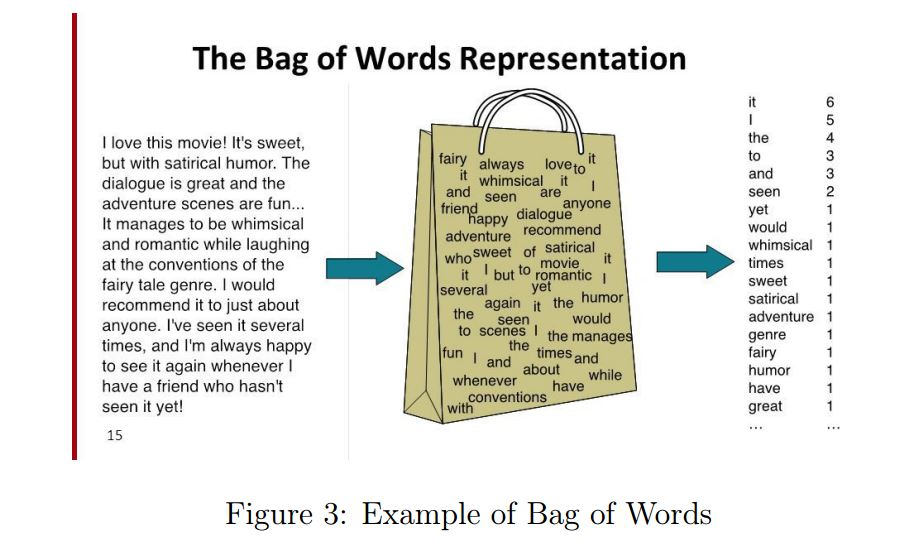 The Bag of Words Representation
I love this movie! It's sweet,
but with satirical humor. The
dialogue is great and the
adventure scenes are fun...
It manages to be whimsical
and romantic while laughing
at the conventions of the
fairy tale genre. I would
recommend it to just about
anyone. I've seen it several
times, and I'm always happy
to see it again whenever I
have a friend who hasn't
seen it yet!
15
fairy always love to it
it whimsical it I
and seen are anyone
friend happy dialogue
adventure recommend
who sweet of satirical
it I but to romantic I
movie it
several yet
again it the humor
the seen would
to scenes I the manages
fun I and the times and
about while
whenever have
conventions
with
it 6
I 5
the 4
to 3
and 3
seen 2
yet 1
would 1
whimsical 1
times 1
sweet 1
satirical 1
adventure 1
genre 1
fairy 1
humor 1
have 1
great 1
... ...
Figure 3: Example of Bag of Words